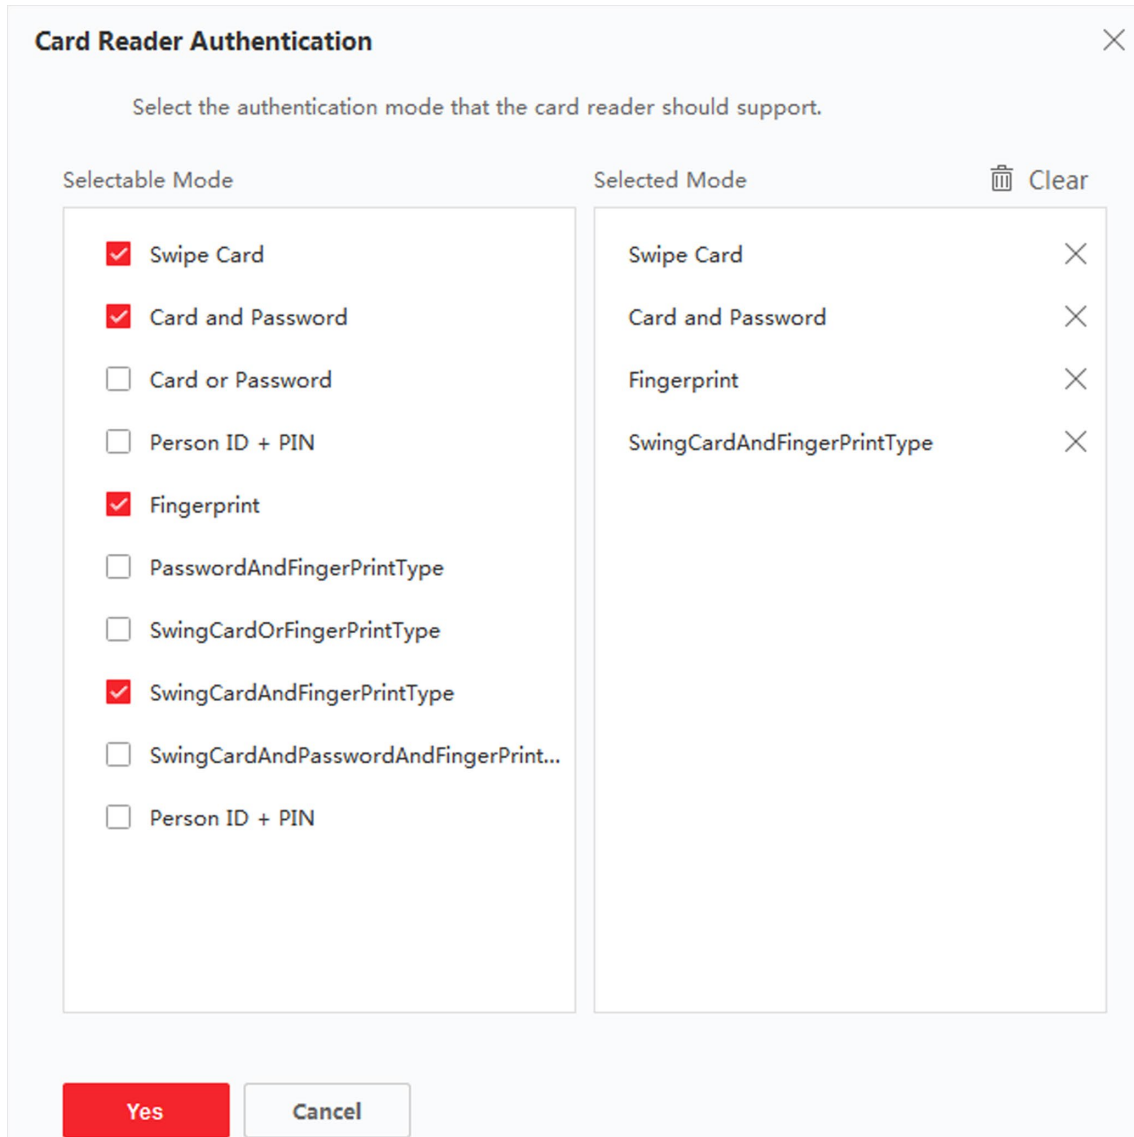 Card Reader Authentication
Select the authentication mode that the card reader should support.
Selectable Mode
Swipe Card
Card and Password
Card or Password
Person ID + PIN
Fingerprint
PasswordAndFingerPrintType
SwingCardOrFingerPrintType
SwingCardAndFingerPrintType
SwingCardAndPasswordAndFingerPrint...
Person ID + PIN
Selected Mode
Clear
Swipe Card
Card and Password
Fingerprint
SwingCardAndFingerPrintType
Yes
Cancel